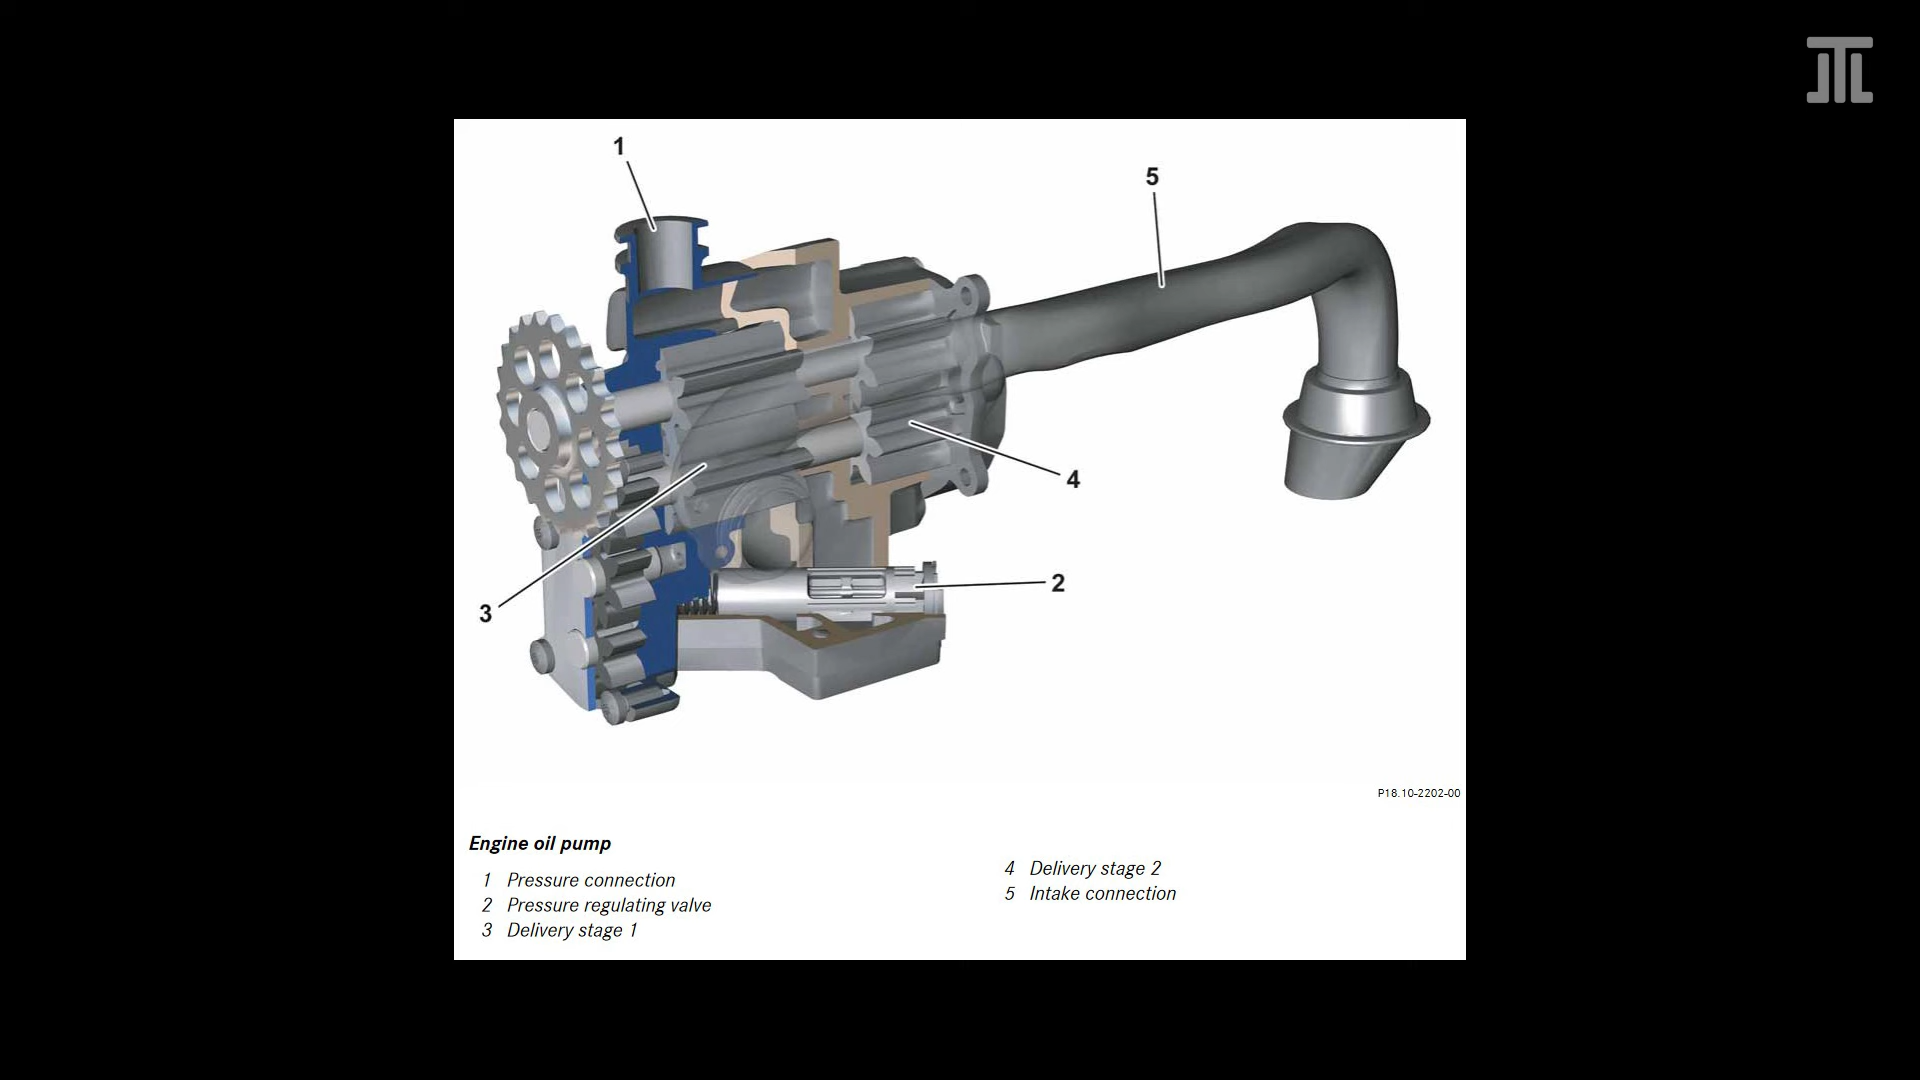 1
5
4
2
3
P18.10-2202-00
Engine oil pump
1 Pressure connection
2 Pressure regulating valve
3 Delivery stage 1
4 Delivery stage 2
5 Intake connection